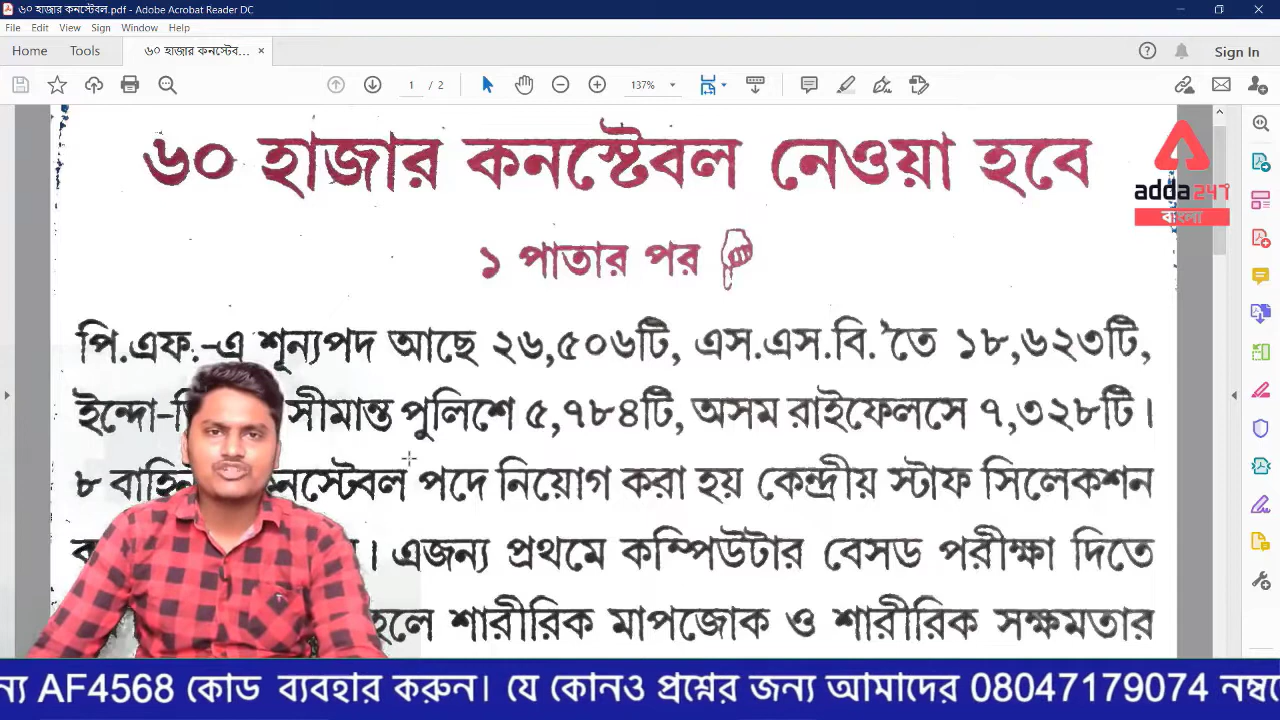 ৬০ হাজার কনস্টেবল.pdf - Adobe Acrobat Reader DC
File Edit View Sign Window Help
Home Tools ৬০ হাজার কনস্টেব... × Sign In
1 / 2 137%
৬০ হাজার কনস্টেবল নেওয়া হবে
adda247
বাংলা
১ পাতার পর
পি.এফ.-এ শূন্যপদ আছে ২৬,৫০৬টি, এস.এস.বি.'তে ১৮,৬২৩টি,
ইন্দো- সীমান্ত পুলিশে ৫,৭৮৪টি, অসম রাইফেলসে ৭,৩২৮টি।
৮ কনস্টেবল পদে নিয়োগ করা হয় কেন্দ্রীয় স্টাফ সিলেকশন
। এজন্য প্রথমে কম্পিউটার বেসড পরীক্ষা দিতে
হলে শারীরিক মাপজোক ও শারীরিক সক্ষমতার
ন্য AF4568 কোড ব্যবহার করুন। যে কোনও প্রশ্নের জন্য আমাদের 08047179074 নম্বরে